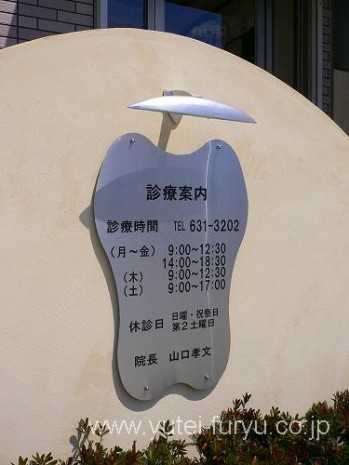 診療案内
診療時間 TEL 631-3202
(月～金) 9:00~12:30
14:00~18:30
(木) 9:00~12:30
(土) 9:00~17:00
休診日 日曜・祝祭日
第２土曜日
院長 山口孝文
www.yutei-furyu.co.jp